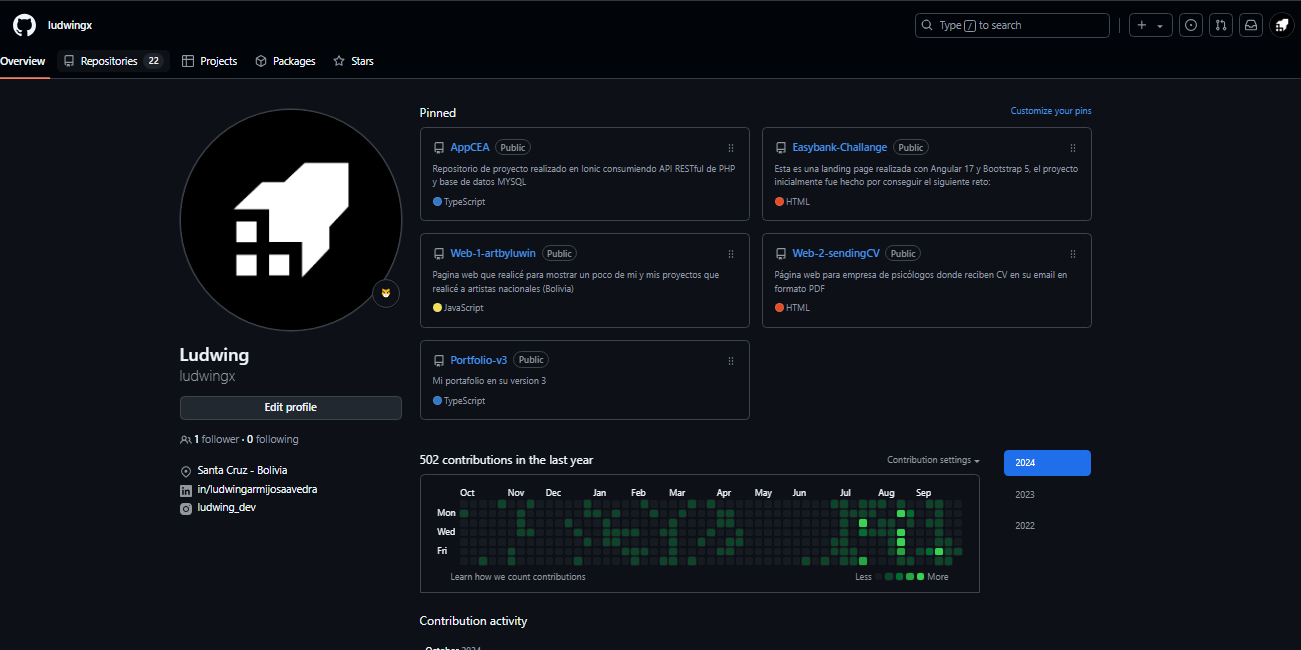 ludwingx
Type / to search
Overview
Repositories 22
Projects
Packages
Stars
Pinned
Customize your pins
AppCEA Public
Repositorio de proyecto realizado en Ionic consumiendo API RESTful de PHP
y base de datos MYSQL
TypeScript
Easybank-Challange Public
Esta es una landing page realizada con Angular 17 y Bootstrap 5, el proyecto
inicialmente fue hecho por conseguir el siguiente reto:
HTML
Web-1-artbyluwin Public
Pagina web que realicé para mostrar un poco de mi y mis proyectos que
realicé a artistas nacionales (Bolivia)
JavaScript
Web-2-sendingCV Public
Página web para empresa de psicólogos donde reciben CV en su email en
formato PDF
HTML
Portfolio-v3 Public
Mi portafolio en su version 3
TypeScript
Ludwing
ludwingx
Edit profile
1 follower · 0 following
Santa Cruz - Bolivia
in/ludwingarmijosaavedra
ludwing_dev
502 contributions in the last year
Contribution settings
2024
2023
2022
Oct Nov Dec Jan Feb Mar Apr May Jun Jul Aug Sep
Mon
Wed
Fri
Learn how we count contributions
Less More
Contribution activity
October 2024